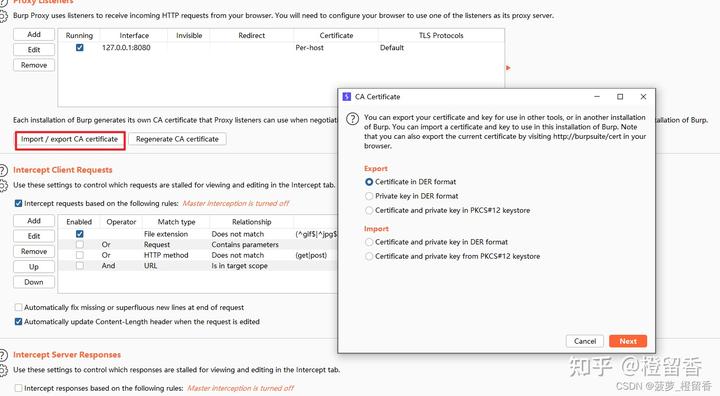 Proxy Listeners
Burp Proxy uses listeners to receive incoming HTTP requests from your browser. You will need to configure your browser to use one of the listeners as its proxy server.
Add
Edit
Remove
Running Interface Invisible Redirect Certificate TLS Protocols
127.0.0.1:8080 Per-host Default
Each installation of Burp generates its own CA certificate that Proxy listeners can use when negotia
lation of Burp.
Import / export CA certificate
Regenerate CA certificate
Intercept Client Requests
Use these settings to control which requests are stalled for viewing and editing in the Intercept tab.
Intercept requests based on the following rules: Master interception is turned off
Add
Edit
Remove
Up
Down
Enabled Operator Match type Relationship
File extension Does not match (^gif$|^jpg$
Or Request Contains parameters
Or HTTP method Does not match (get|post)
And URL Is in target scope
Automatically fix missing or superfluous new lines at end of request
Automatically update Content-Length header when the request is edited
Intercept Server Responses
Use these settings to control which responses are stalled for viewing and editing in the Intercept tab.
Intercept responses based on the following rules: Master interception is turned off
CA Certificate
You can export your certificate and key for use in other tools, or in another installation
of Burp. You can import a certificate and key to use in this installation of Burp. Note
that you can also export the current certificate by visiting http://burpsuite/cert in your
browser.
Export
Certificate in DER format
Private key in DER format
Certificate and private key in PKCS#12 keystore
Import
Certificate and private key in DER format
Certificate and private key from PKCS#12 keystore
Cancel
Next
知乎 @橙留香
CSDN @菠萝_橙留香